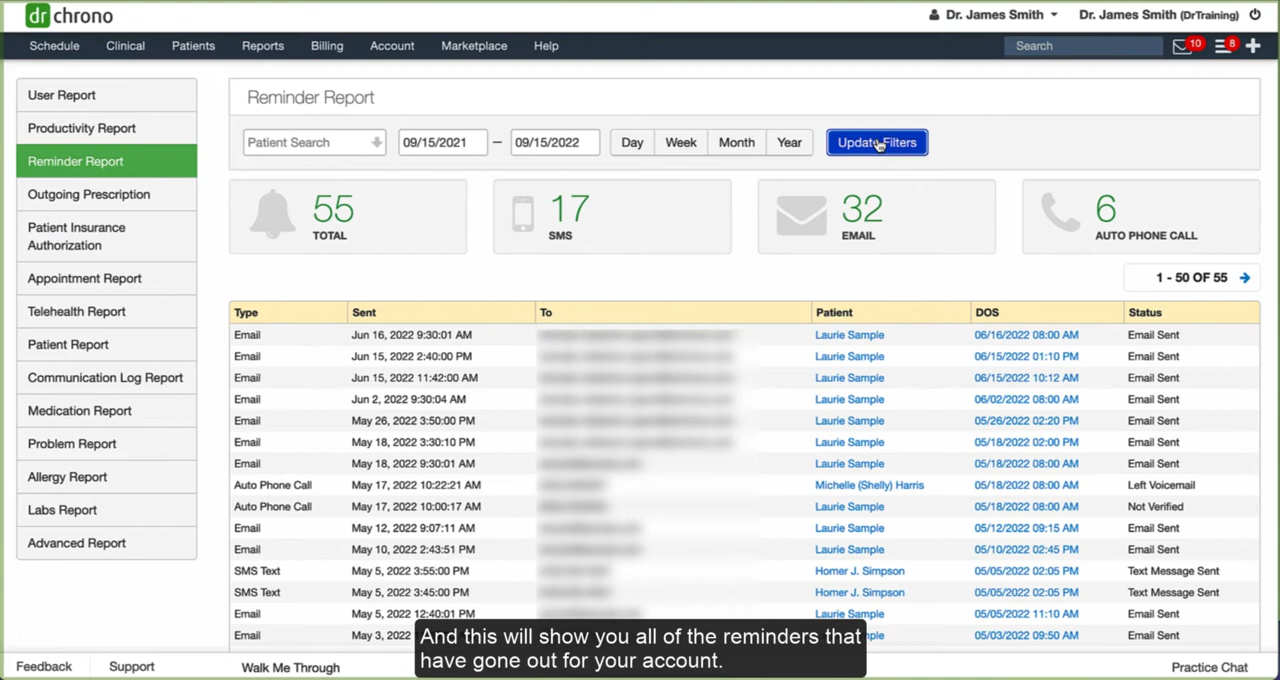 dr chrono
Dr. James Smith Dr. James Smith (DrTraining)
Schedule Clinical Patients Reports Billing Account Marketplace Help Search 10 8
User Report
Productivity Report
Reminder Report
Outgoing Prescription
Patient Insurance
Authorization
Appointment Report
Telehealth Report
Patient Report
Communication Log Report
Medication Report
Problem Report
Allergy Report
Labs Report
Advanced Report
Reminder Report
Patient Search 09/15/2021 – 09/15/2022 Day Week Month Year Update Filters
55 TOTAL
17 SMS
32 EMAIL
6 AUTO PHONE CALL
1 - 50 OF 55
Type Sent To Patient DOS Status
Email Jun 16, 2022 9:30:01 AM Laurie Sample 06/16/2022 08:00 AM Email Sent
Email Jun 15, 2022 2:40:00 PM Laurie Sample 06/15/2022 01:10 PM Email Sent
Email Jun 15, 2022 11:42:00 AM Laurie Sample 06/15/2022 10:12 AM Email Sent
Email Jun 2, 2022 9:30:04 AM Laurie Sample 06/02/2022 08:00 AM Email Sent
Email May 26, 2022 3:50:00 PM Laurie Sample 05/26/2022 02:20 PM Email Sent
Email May 18, 2022 3:30:10 PM Laurie Sample 05/18/2022 02:00 PM Email Sent
Email May 18, 2022 9:30:01 AM Laurie Sample 05/18/2022 08:00 AM Email Sent
Auto Phone Call May 17, 2022 10:22:21 AM Michelle (Shelly) Harris 05/18/2022 08:00 AM Left Voicemail
Auto Phone Call May 17, 2022 10:00:17 AM Laurie Sample 05/18/2022 08:00 AM Not Verified
Email May 12, 2022 9:07:11 AM Laurie Sample 05/12/2022 09:15 AM Email Sent
Email May 10, 2022 2:43:51 PM Laurie Sample 05/10/2022 02:45 PM Email Sent
SMS Text May 5, 2022 3:55:00 PM Homer J. Simpson 05/05/2022 02:05 PM Text Message Sent
SMS Text May 5, 2022 3:45:00 PM Homer J. Simpson 05/05/2022 02:05 PM Text Message Sent
Email May 5, 2022 12:40:01 PM Laurie Sample 05/05/2022 11:10 AM Email Sent
Email May 3, 2022 05/03/2022 09:50 AM Email Sent
And this will show you all of the reminders that
have gone out for your account.
Feedback Support Walk Me Through Practice Chat